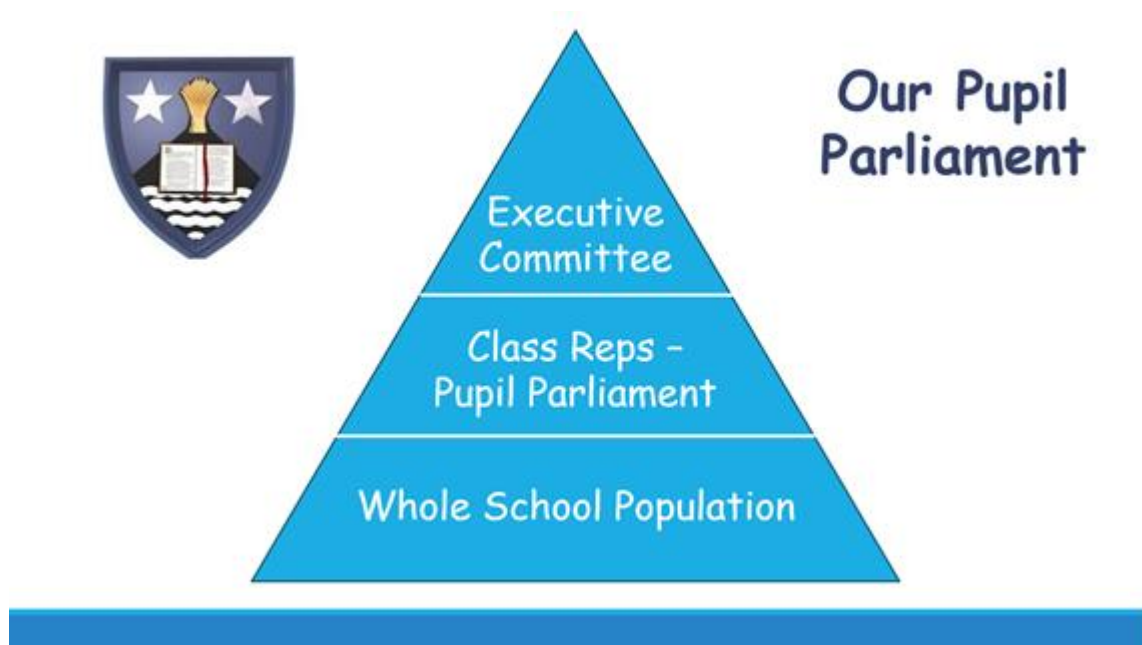 Our Pupil
Parliament
Executive
Committee
Class Reps –
Pupil Parliament
Whole School Population